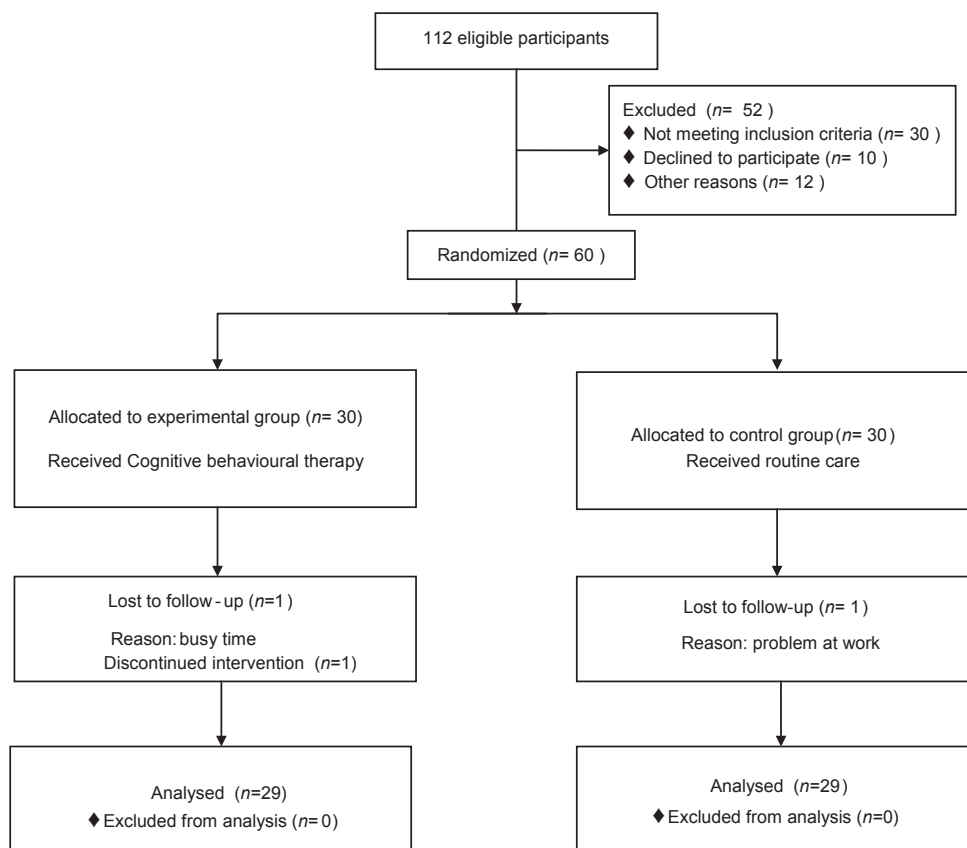 112 eligible participants
Excluded (n= 52 )
♦ Not meeting inclusion criteria (n= 30 )
♦ Declined to participate (n= 10 )
♦ Other reasons (n= 12 )
Randomized (n= 60 )
Allocated to experimental group (n= 30)
Received Cognitive behavioural therapy
Allocated to control group(n= 30)
Received routine care
Lost to follow-up (n=1)
Reason: busy time
Discontinued intervention (n=1)
Lost to follow-up (n= 1)
Reason: problem at work
Analysed (n=29)
♦Excluded from analysis (n= 0)
Analysed (n=29)
♦Excluded from analysis (n=0)